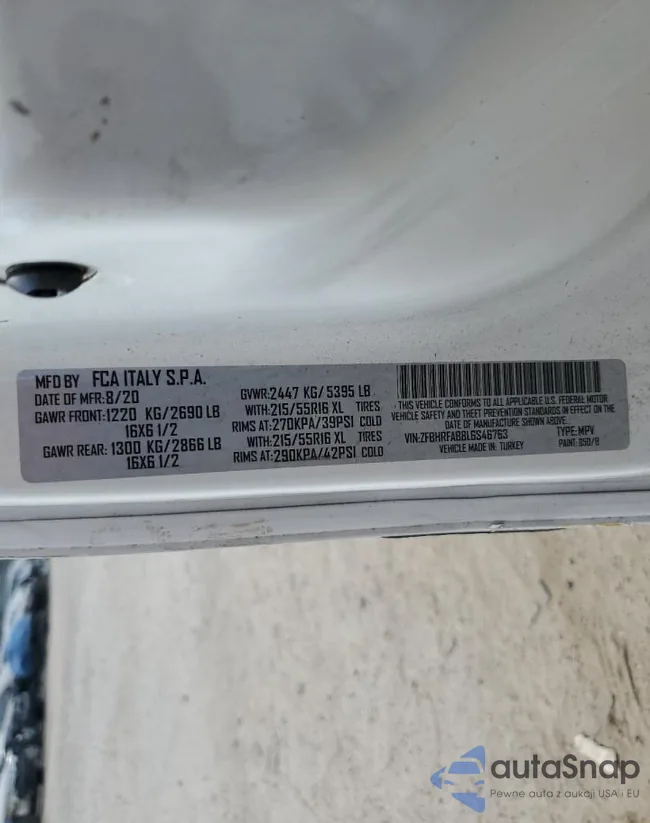 MFD BY FCA ITALY S.P.A.
DATE OF MFR:8/20
GAWR FRONT:1220 KG/2690 LB
16X6 1/2
GAWR REAR:1300 KG/2866 LB
16X6 1/2
GVWR:2447 KG/5395 LB
WITH:215/55R16 XL TIRES
RIMS AT:270KPA/39PSI COLD
WITH:215/55R16 XL TIRES
RIMS AT:290KPA/42PSI COLD
THIS VEHICLE CONFORMS TO ALL APPLICABLE U.S. FEDERAL MOTOR
VEHICLE SAFETY AND THEFT PREVENTION STANDARDS IN EFFECT ON THE
DATE OF MANUFACTURE SHOWN ABOVE.
VIN:ZFBHRFAB8L6S46763 TYPE:MPV
VEHICLE MADE IN: TURKEY PAINT: 950/B
autaSnap
Pewne auta z aukcji USA i EU